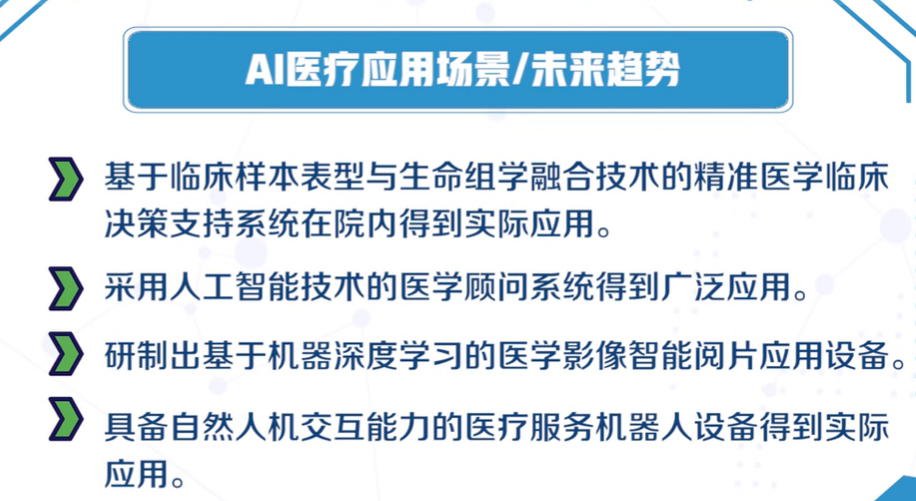 AI医疗应用场景/未来趋势
基于临床样本表型与生命组学融合技术的精准医学临床
决策支持系统在院内得到实际应用。
采用人工智能技术的医学顾问系统得到广泛应用。
研制出基于机器深度学习的医学影像智能阅片应用设备。
具备自然人机交互能力的医疗服务机器人设备得到实际
应用。